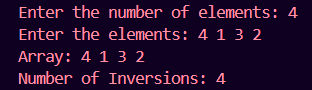 Enter the number of elements: 4
Enter the elements: 4 1 3 2
Array: 4 1 3 2
Number of Inversions: 4